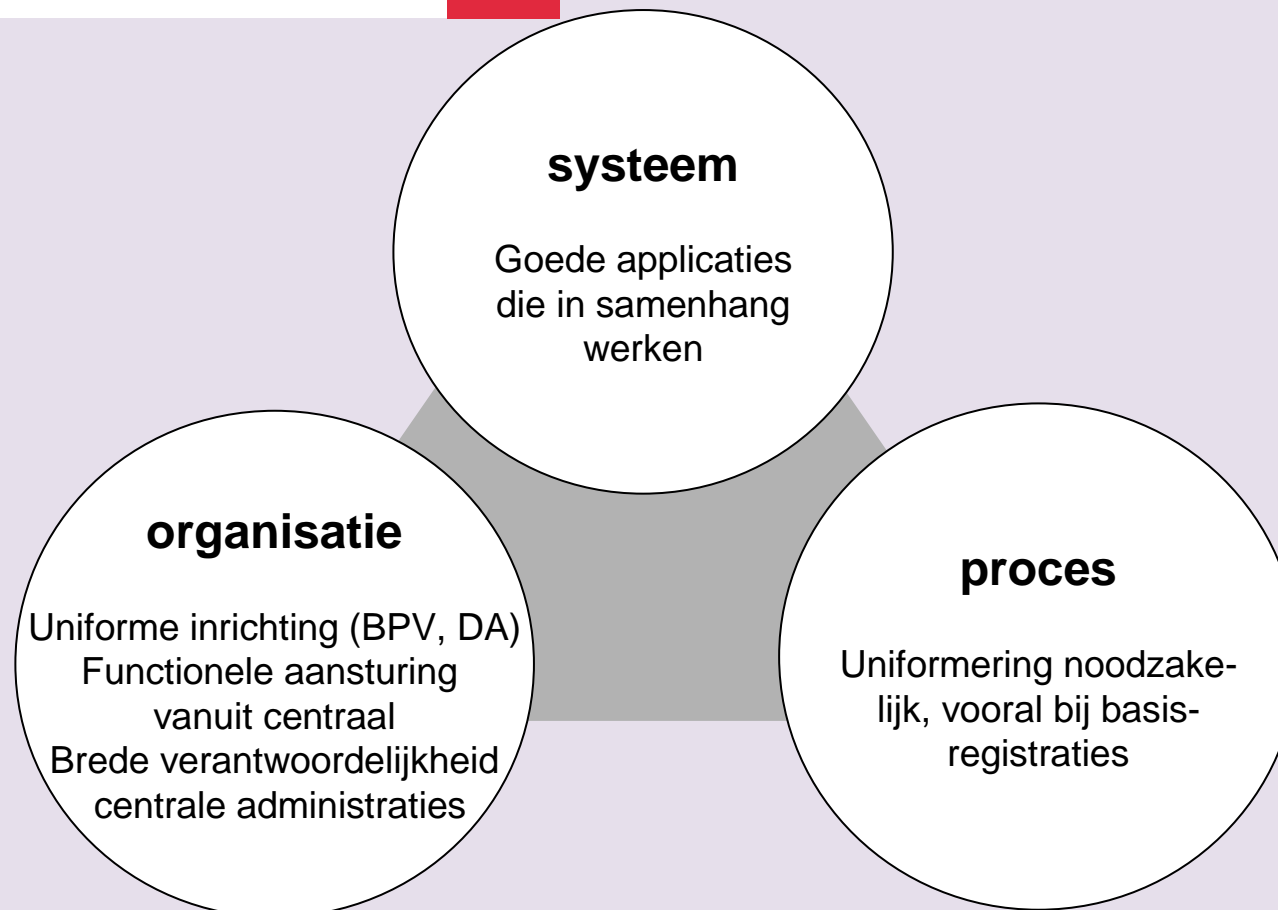 systeem
Goede applicaties
die in samenhang
werken
organisatie
Uniforme inrichting (BPV, DA)
Functionele aansturing
vanuit centraal
Brede verantwoordelijkheid
centrale administraties
proces
Uniformering noodzake-
lijk, vooral bij basis-
registraties